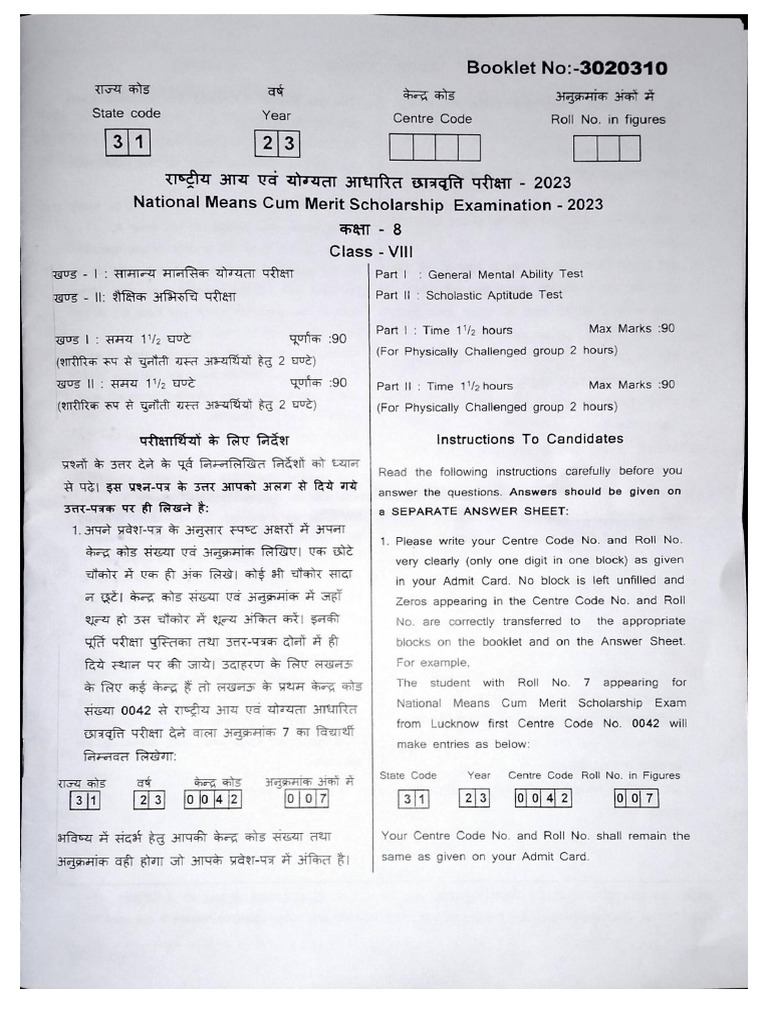 Booklet No:-3020310
राज्य कोड
State code
3 1
वर्ष
Year
2 3
केन्द्र कोड
Centre Code
अनुक्रमांक अंकों में
Roll No. in figures
राष्ट्रीय आय एवं योग्यता आधारित छात्रवृत्ति परीक्षा - 2023
National Means Cum Merit Scholarship Examination - 2023
कक्षा - 8
Class - VIII
खण्ड - I : सामान्य मानसिक योग्यता परीक्षा
खण्ड - II: शैक्षिक अभिरुचि परीक्षा
खण्ड I : समय 1 1/2 घण्टे पूर्णांक :90
(शारीरिक रूप से चुनौती ग्रस्त अभ्यर्थियों हेतु 2 घण्टे)
खण्ड II : समय 1 1/2 घण्टे पूर्णांक :90
(शारीरिक रूप से चुनौती ग्रस्त अभ्यर्थियों हेतु 2 घण्टे)
परीक्षार्थियों के लिए निर्देश
प्रश्नों के उत्तर देने के पूर्व निम्नलिखित निर्देशों को ध्यान
से पढ़े। इस प्रश्न-पत्र के उत्तर आपको अलग से दिये गये
उत्तर-पत्रक पर ही लिखने है:
1. अपने प्रवेश-पत्र के अनुसार स्पष्ट अक्षरों में अपना
केन्द्र कोड संख्या एवं अनुक्रमांक लिखिए। एक छोटे
चौकोर में एक ही अंक लिखे। कोई भी चौकोर सादा
न छूटें। केन्द्र कोड संख्या एवं अनुक्रमांक में जहाँ
शून्य हो उस चौकोर में शून्य अंकित करें। इनकी
पूर्ति परीक्षा पुस्तिका तथा उत्तर-पत्रक दोनों में ही
दिये स्थान पर की जाये। उदाहरण के लिए लखनऊ
के लिए कई केन्द्र हैं तो लखनऊ के प्रथम केन्द्र कोड
संख्या 0042 से राष्ट्रीय आय एवं योग्यता आधारित
छात्रवृत्ति परीक्षा देने वाला अनुक्रमांक 7 का विद्यार्थी
निम्नवत लिखेगा:
राज्य कोड वर्ष केन्द्र कोड अनुक्रमांक अंकों में
3 1 2 3 0 0 4 2 0 0 7
भविष्य में संदर्भ हेतु आपकी केन्द्र कोड संख्या तथा
अनुक्रमांक वही होगा जो आपके प्रवेश-पत्र में अंकित है।
Part I : General Mental Ability Test
Part II : Scholastic Aptitude Test
Part I : Time 1 1/2 hours Max Marks :90
(For Physically Challenged group 2 hours)
Part II : Time 1 1/2 hours Max Marks :90
(For Physically Challenged group 2 hours)
Instructions To Candidates
Read the following instructions carefully before you
answer the questions. Answers should be given on
a SEPARATE ANSWER SHEET:
1. Please write your Centre Code No. and Roll No.
very clearly (only one digit in one block) as given
in your Admit Card. No block is left unfilled and
Zeros appearing in the Centre Code No. and Roll
No. are correctly transferred to the appropriate
blocks on the booklet and on the Answer Sheet.
For example,
The student with Roll No. 7 appearing for
National Means Cum Merit Scholarship Exam
from Lucknow first Centre Code No. 0042 will
make entries as below:
State Code Year Centre Code Roll No. in Figures
3 1 2 3 0 0 4 2 0 0 7
Your Centre Code No. and Roll No. shall remain the
same as given on your Admit Card.